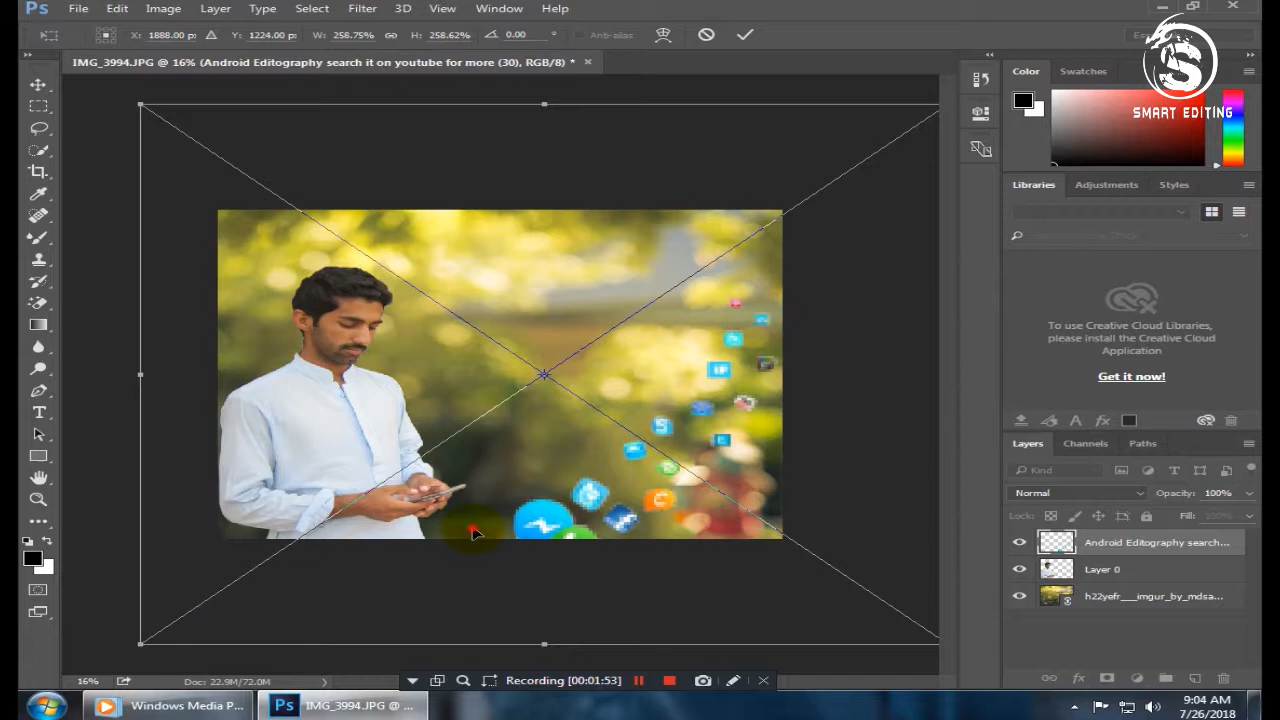 Ps File Edit Image Layer Type Select Filter 3D View Window Help
X: 1888.00 p: Y: 1224.00 p: W: 258.75% H: 258.62% 0.00 ° Anti-alias
IMG_3994.JPG @ 16% (Android Editography search it on youtube for more (30), RGB/8) * ×
S
SMART EDITING
Color Swatches
Libraries Adjustments Styles
To use Creative Cloud Libraries,
please install the Creative Cloud
Application
Get it now!
Layers Channels Paths
Kind
Normal Opacity: 100%
Lock: Fill: 100%
Android Editography search...
Layer 0
h22yefr___imgur_by_mdsa...
16% Doc: 22.9M/72.0M
Recording [00:01:53]
Windows Media P...
Ps IMG_3994.JPG @ ...
9:04 AM
7/26/2018